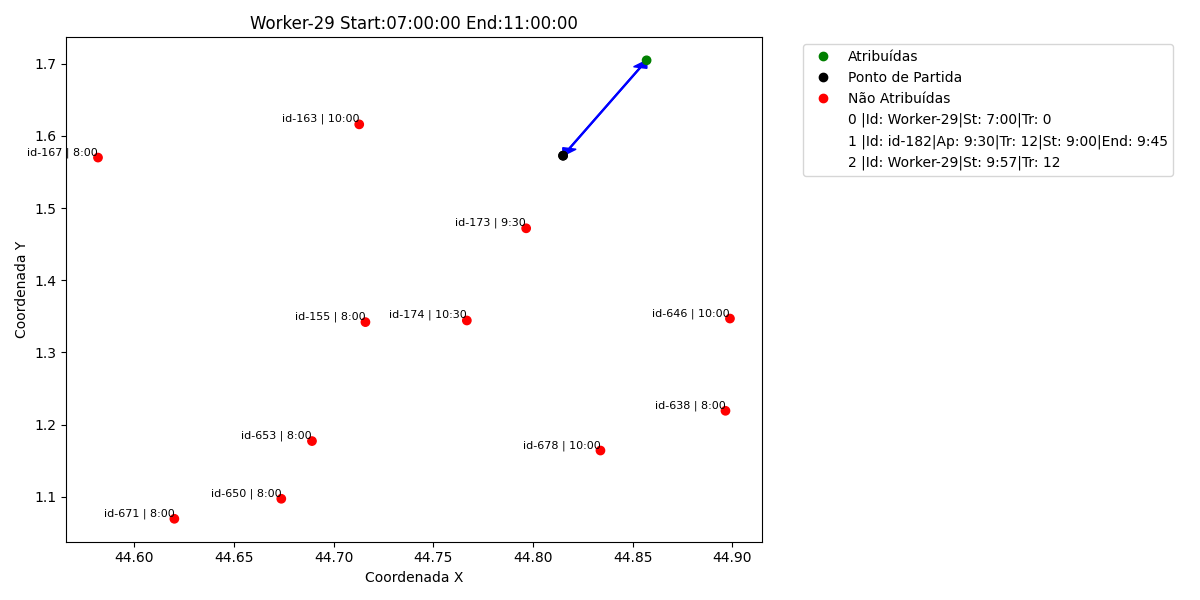 Worker-29 Start:07:00:00 End:11:00:00
Atribuídas
Ponto de Partida
Não Atribuídas
0 |Id: Worker-29|St: 7:00|Tr: 0
1 |Id: id-182|Ap: 9:30|Tr: 12|St: 9:00|End: 9:45
2 |Id: Worker-29|St: 9:57|Tr: 12
Coordenada Y
1.7
1.6
1.5
1.4
1.3
1.2
1.1
id-163 | 10:00
id-167 | 8:00
id-173 | 9:30
id-155 | 8:00
id-174 | 10:30
id-646 | 10:00
id-638 | 8:00
id-653 | 8:00
id-678 | 10:00
id-650 | 8:00
id-671 | 8:00
44.60
44.65
44.70
44.75
44.80
44.85
44.90
Coordenada X